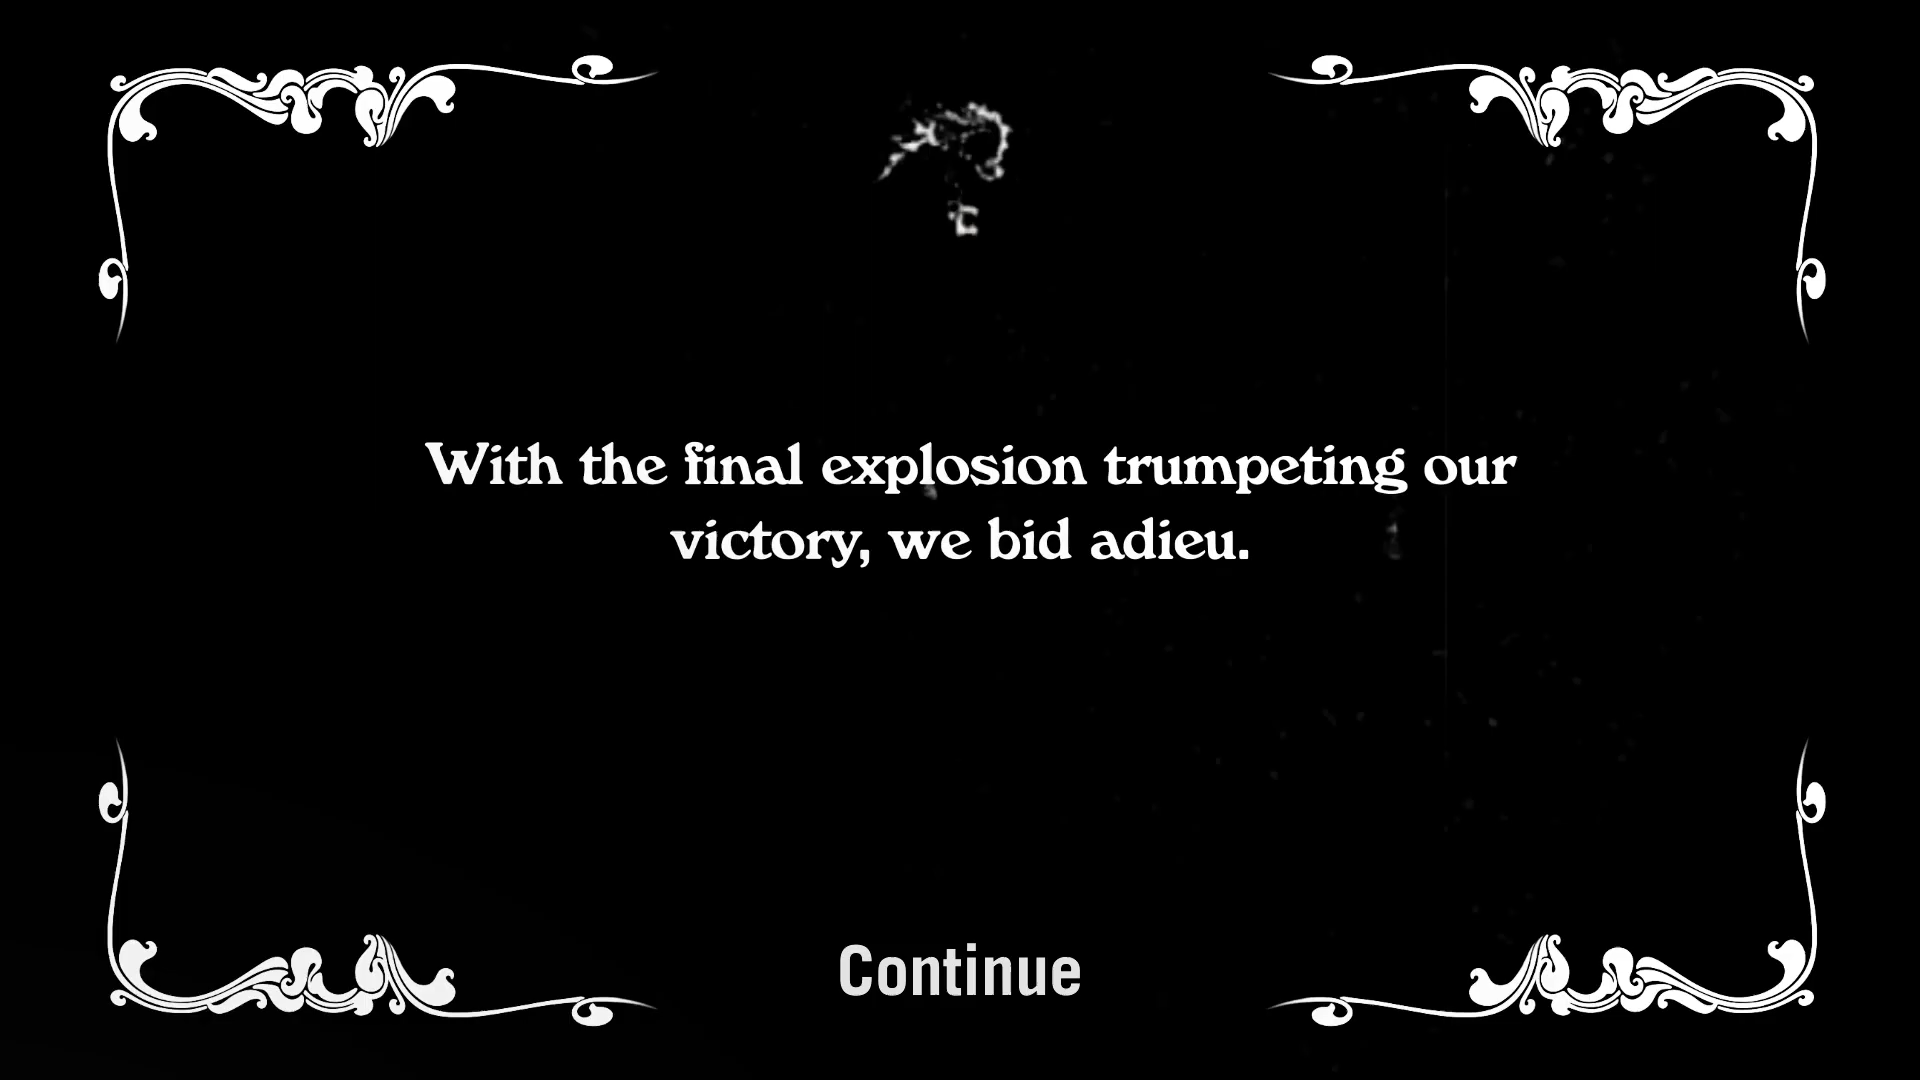 With the final explosion trumpeting our
victory, we bid adieu.
Continue